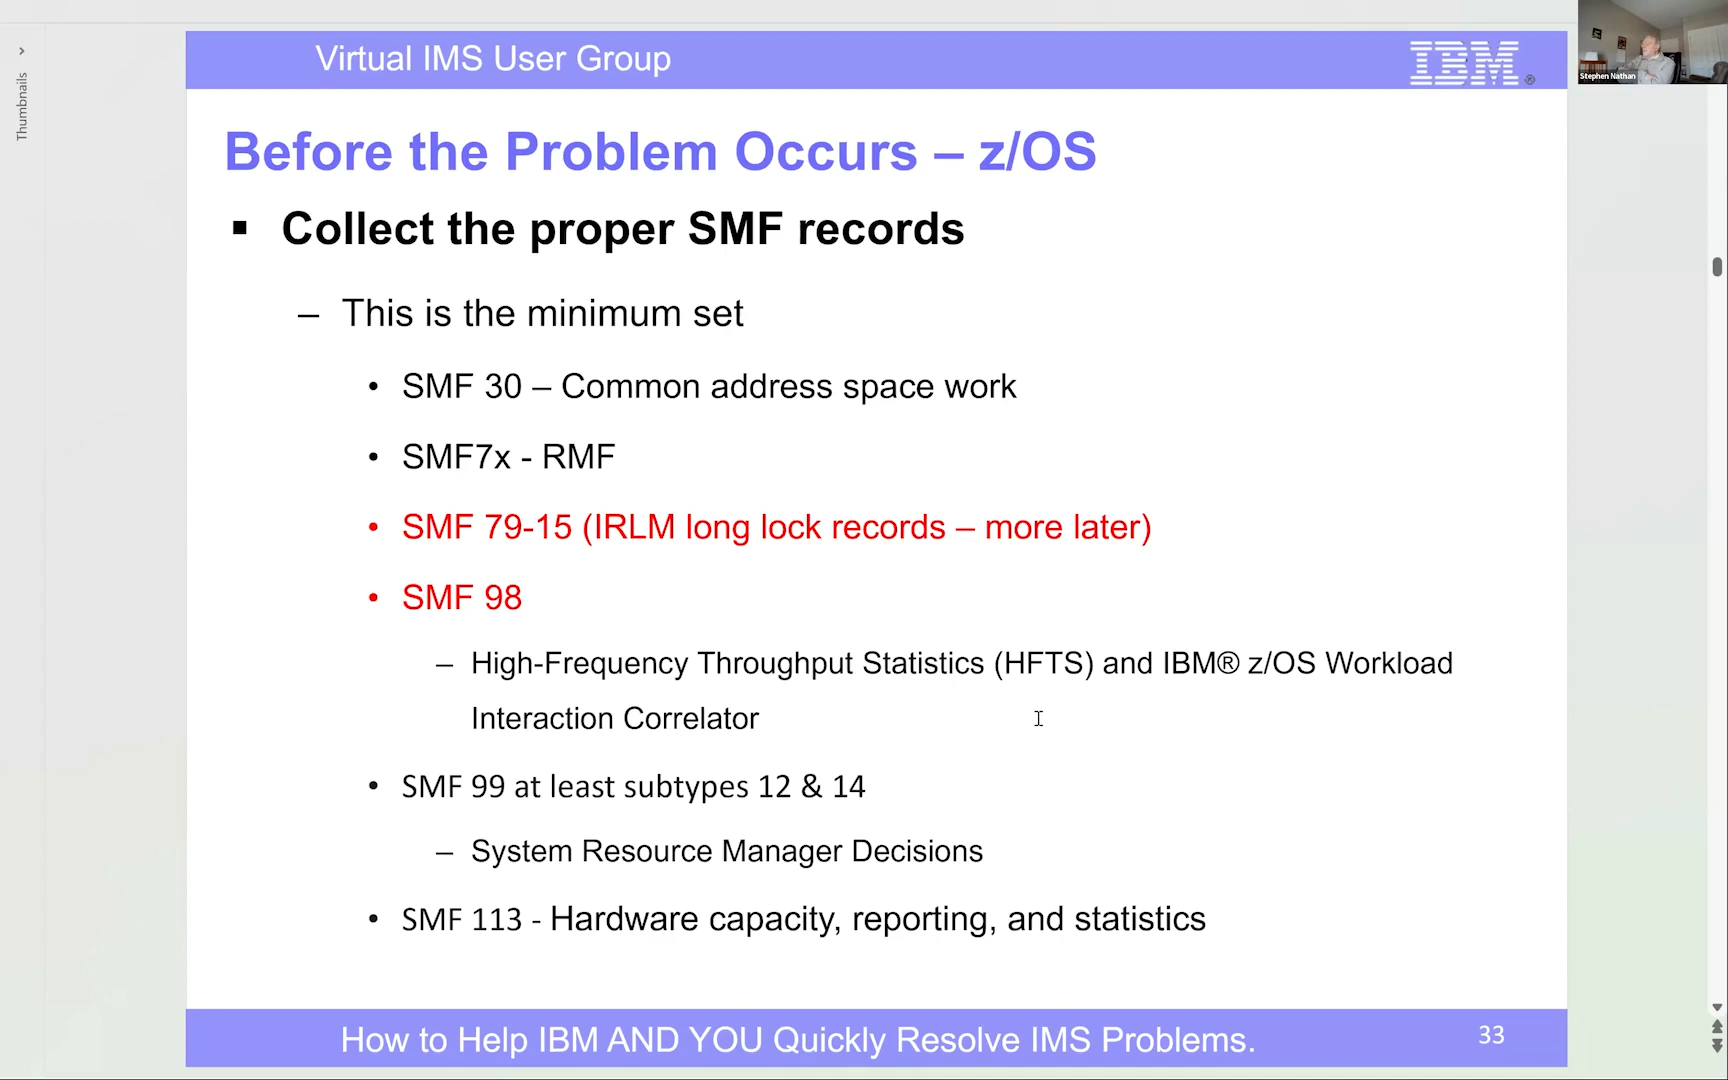 Virtual IMS User Group
IBM®
Stephen Nathan
Thumbnails
Before the Problem Occurs – z/OS
▪ Collect the proper SMF records
– This is the minimum set
• SMF 30 – Common address space work
• SMF7x - RMF
• SMF 79-15 (IRLM long lock records – more later)
• SMF 98
– High-Frequency Throughput Statistics (HFTS) and IBM® z/OS Workload
Interaction Correlator
• SMF 99 at least subtypes 12 & 14
– System Resource Manager Decisions
• SMF 113 - Hardware capacity, reporting, and statistics
How to Help IBM AND YOU Quickly Resolve IMS Problems.
33